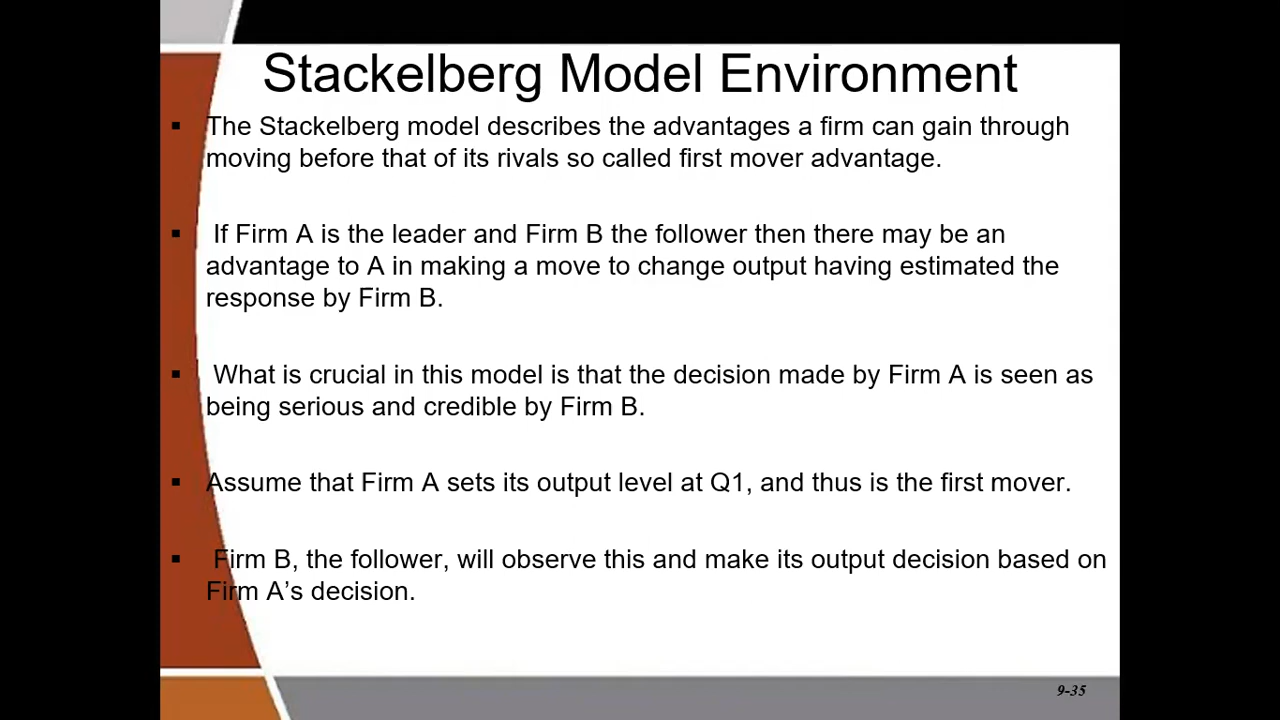 Stackelberg Model Environment
▪ The Stackelberg model describes the advantages a firm can gain through
moving before that of its rivals so called first mover advantage.
▪ If Firm A is the leader and Firm B the follower then there may be an
advantage to A in making a move to change output having estimated the
response by Firm B.
▪ What is crucial in this model is that the decision made by Firm A is seen as
being serious and credible by Firm B.
▪ Assume that Firm A sets its output level at Q1, and thus is the first mover.
▪ Firm B, the follower, will observe this and make its output decision based on
Firm A’s decision.
9-35